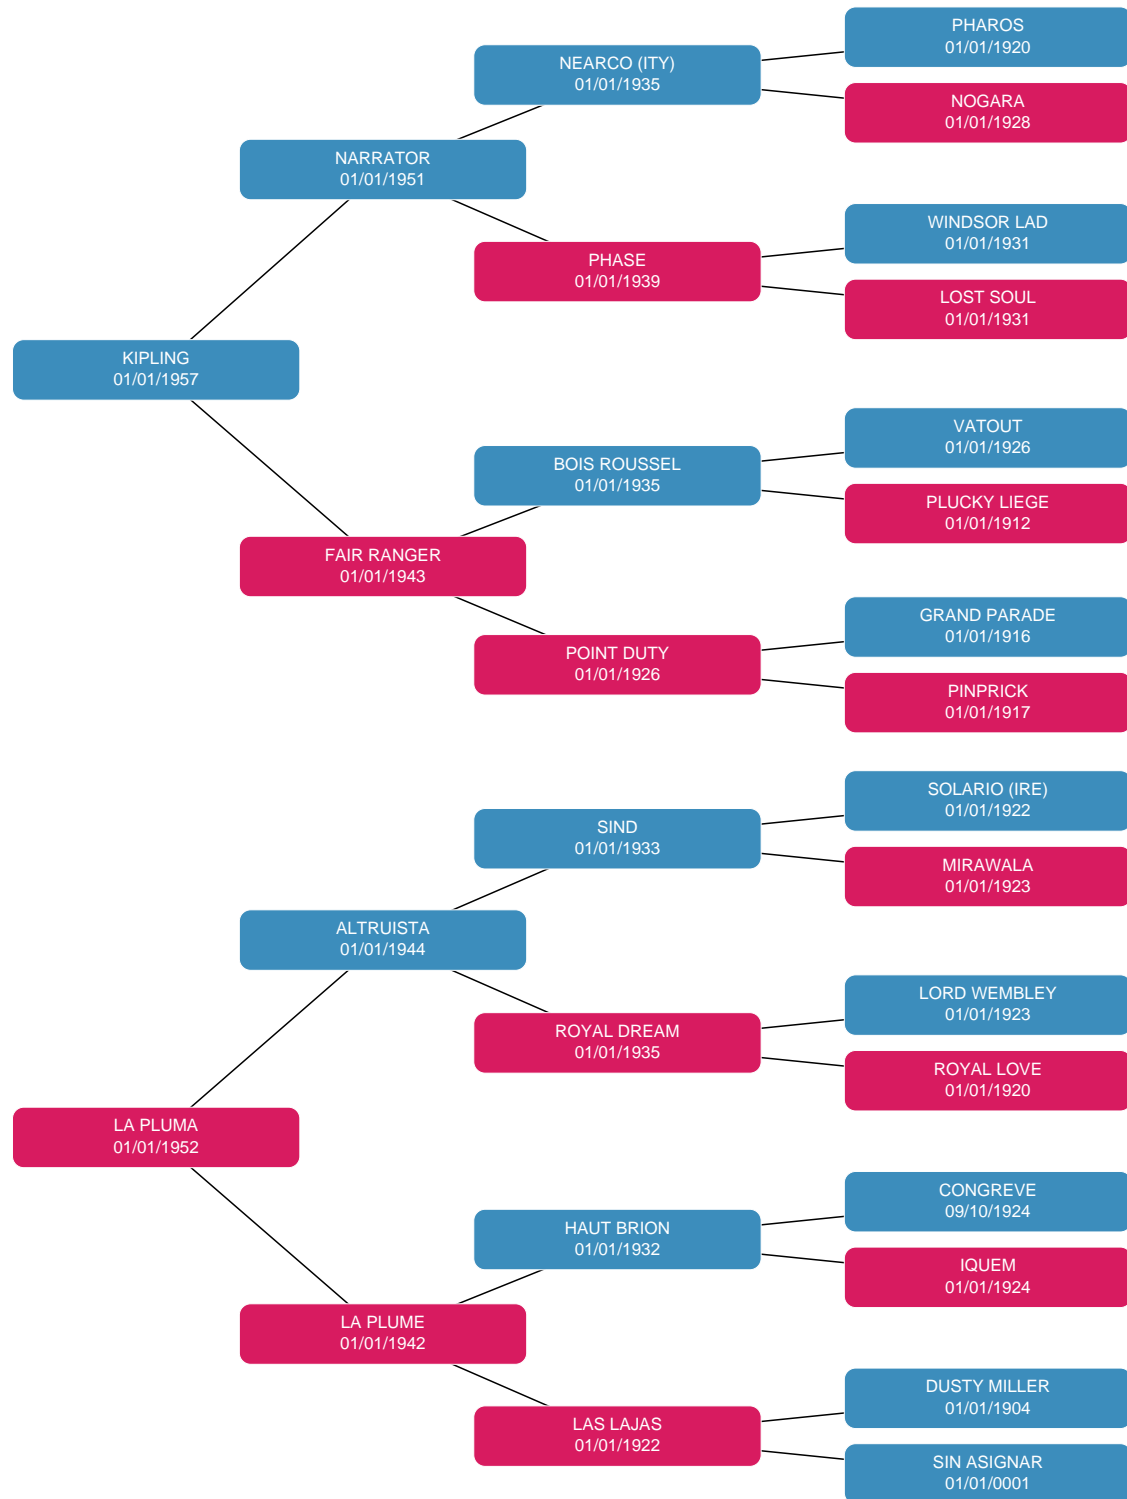 PHAROS
01/01/1920
NEARCO (ITY)
01/01/1935
NOGARA
01/01/1928
NARRATOR
01/01/1951
WINDSOR LAD
01/01/1931
PHASE
01/01/1939
LOST SOUL
01/01/1931
KIPLING
01/01/1957
VATOUT
01/01/1926
BOIS ROUSSEL
01/01/1935
PLUCKY LIEGE
01/01/1912
FAIR RANGER
01/01/1943
GRAND PARADE
01/01/1916
POINT DUTY
01/01/1926
PINPRICK
01/01/1917
SOLARIO (IRE)
01/01/1922
SIND
01/01/1933
MIRAWALA
01/01/1923
ALTRUISTA
01/01/1944
LORD WEMBLEY
01/01/1923
ROYAL DREAM
01/01/1935
ROYAL LOVE
01/01/1920
LA PLUMA
01/01/1952
CONGREVE
09/10/1924
HAUT BRION
01/01/1932
IQUEM
01/01/1924
LA PLUME
01/01/1942
DUSTY MILLER
01/01/1904
LAS LAJAS
01/01/1922
SIN ASIGNAR
01/01/0001